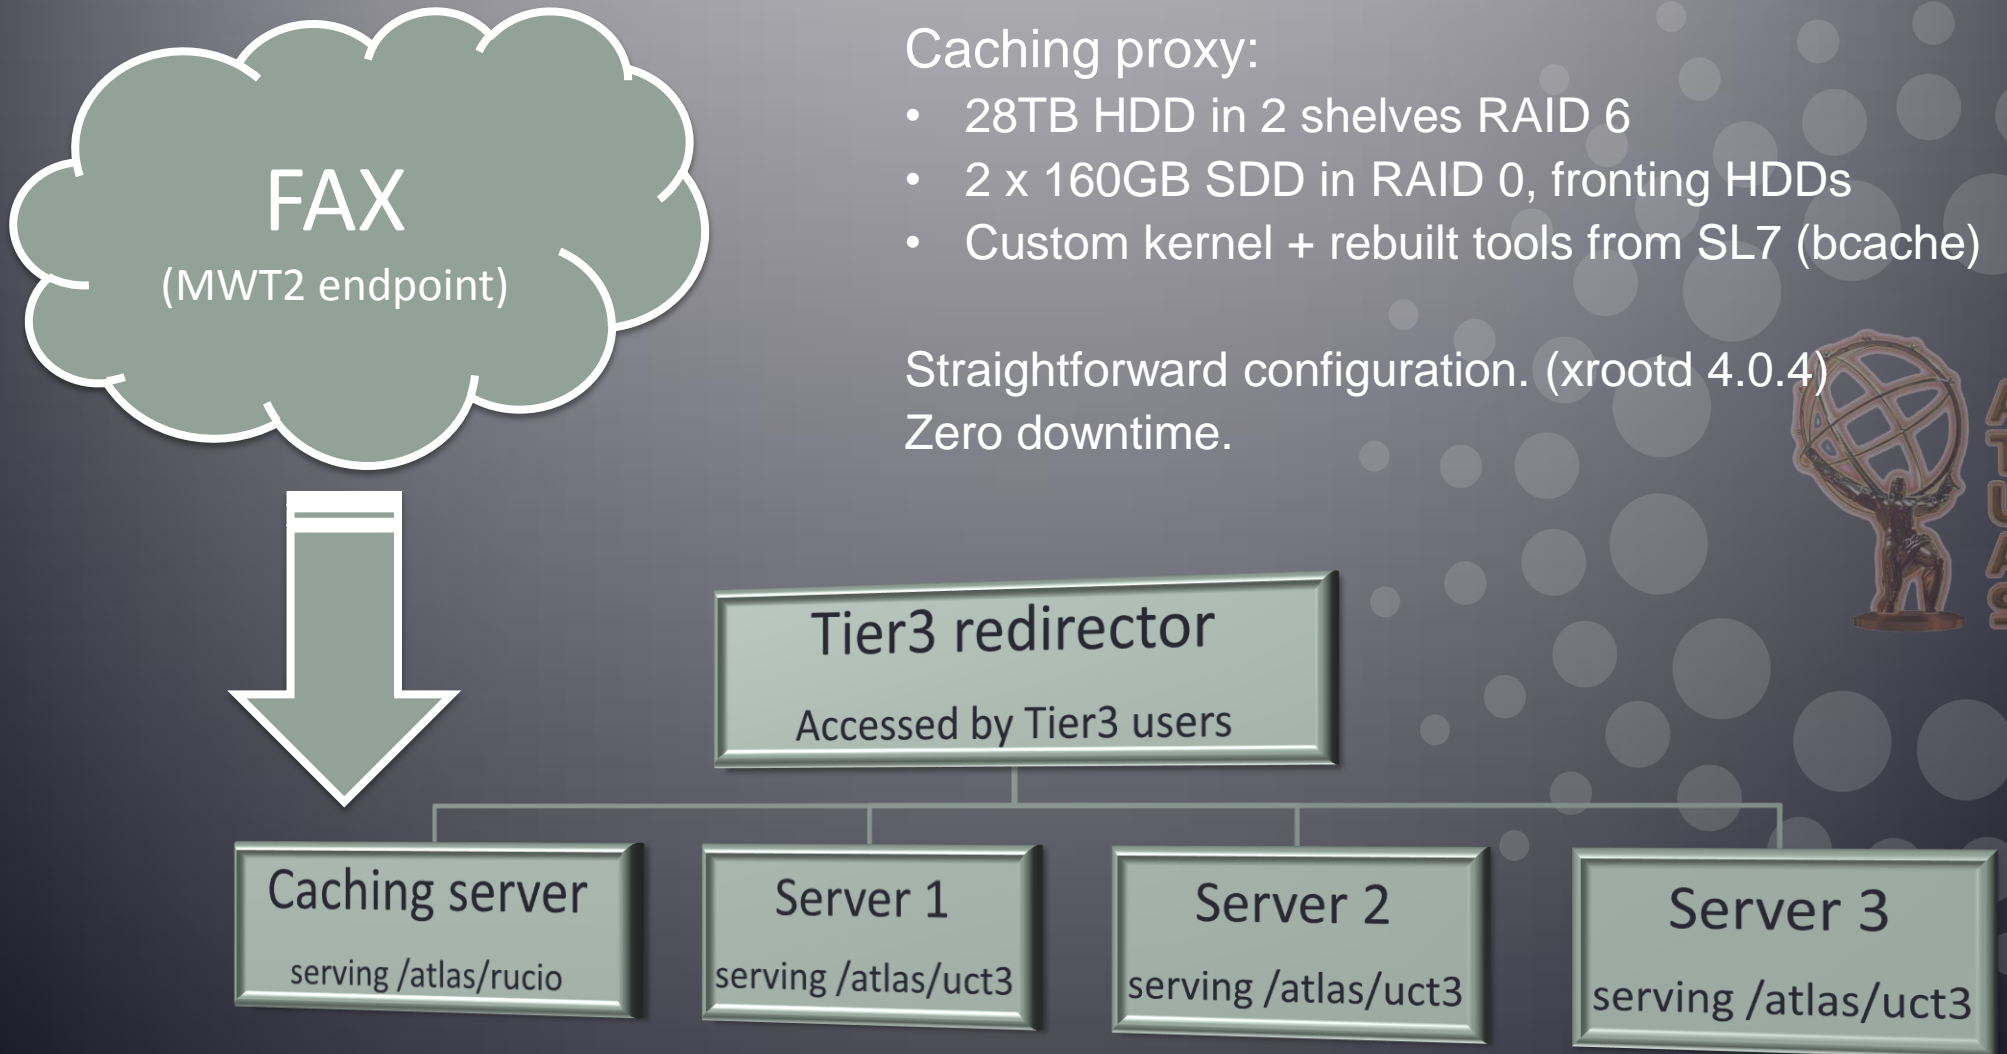 FAX
(MWT2 endpoint)
Caching proxy:
• 28TB HDD in 2 shelves RAID 6
• 2 x 160GB SDD in RAID 0, fronting HDDs
• Custom kernel + rebuilt tools from SL7 (bcache)
Straightforward configuration. (xrootd 4.0.4)
Zero downtime.
Tier3 redirector
Accessed by Tier3 users
Caching server
serving /atlas/rucio
Server 1
serving /atlas/uct3
Server 2
serving /atlas/uct3
Server 3
serving /atlas/uct3